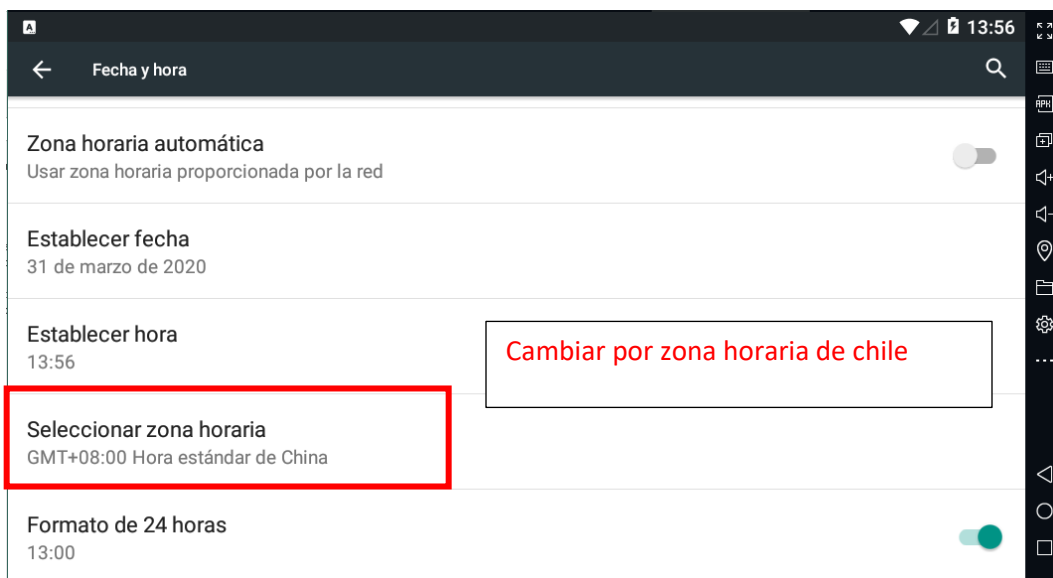 A
13:56
Fecha y hora
APK
Zona horaria automática
Usar zona horaria proporcionada por la red
Establecer fecha
31 de marzo de 2020
Establecer hora
13:56
Cambiar por zona horaria de chile
Seleccionar zona horaria
GMT+08:00 Hora estándar de China
Formato de 24 horas
13:00